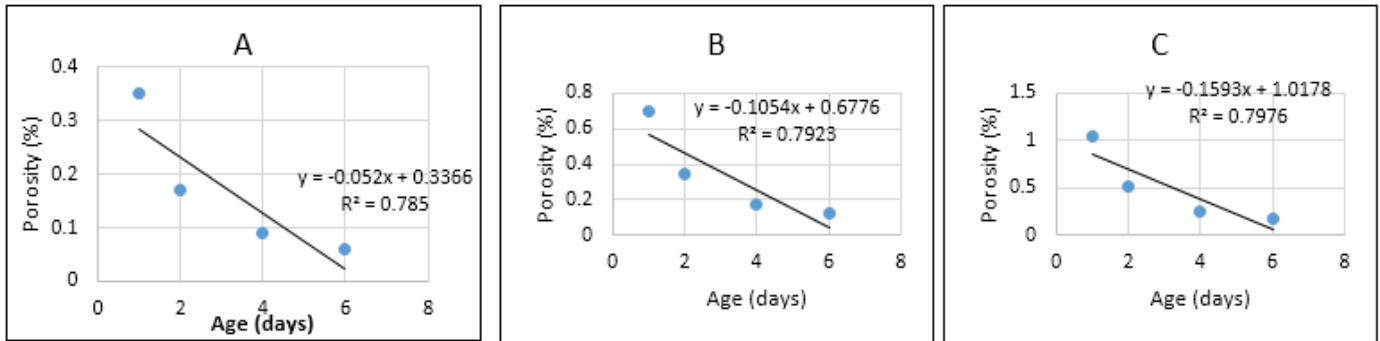 A
0.4
0.3
0.2
0.1
0
Porosity (%)
y = -0.052x + 0.3366
R² = 0.785
0 2 4 6 8
Age (days)
B
0.8
0.6
0.4
0.2
0
Porosity (%)
y = -0.1054x + 0.6776
R² = 0.7923
0 2 4 6 8
Age (days)
C
1.5
1
0.5
0
Porosity (%)
y = -0.1593x + 1.0178
R² = 0.7976
0 2 4 6 8
Age (days)